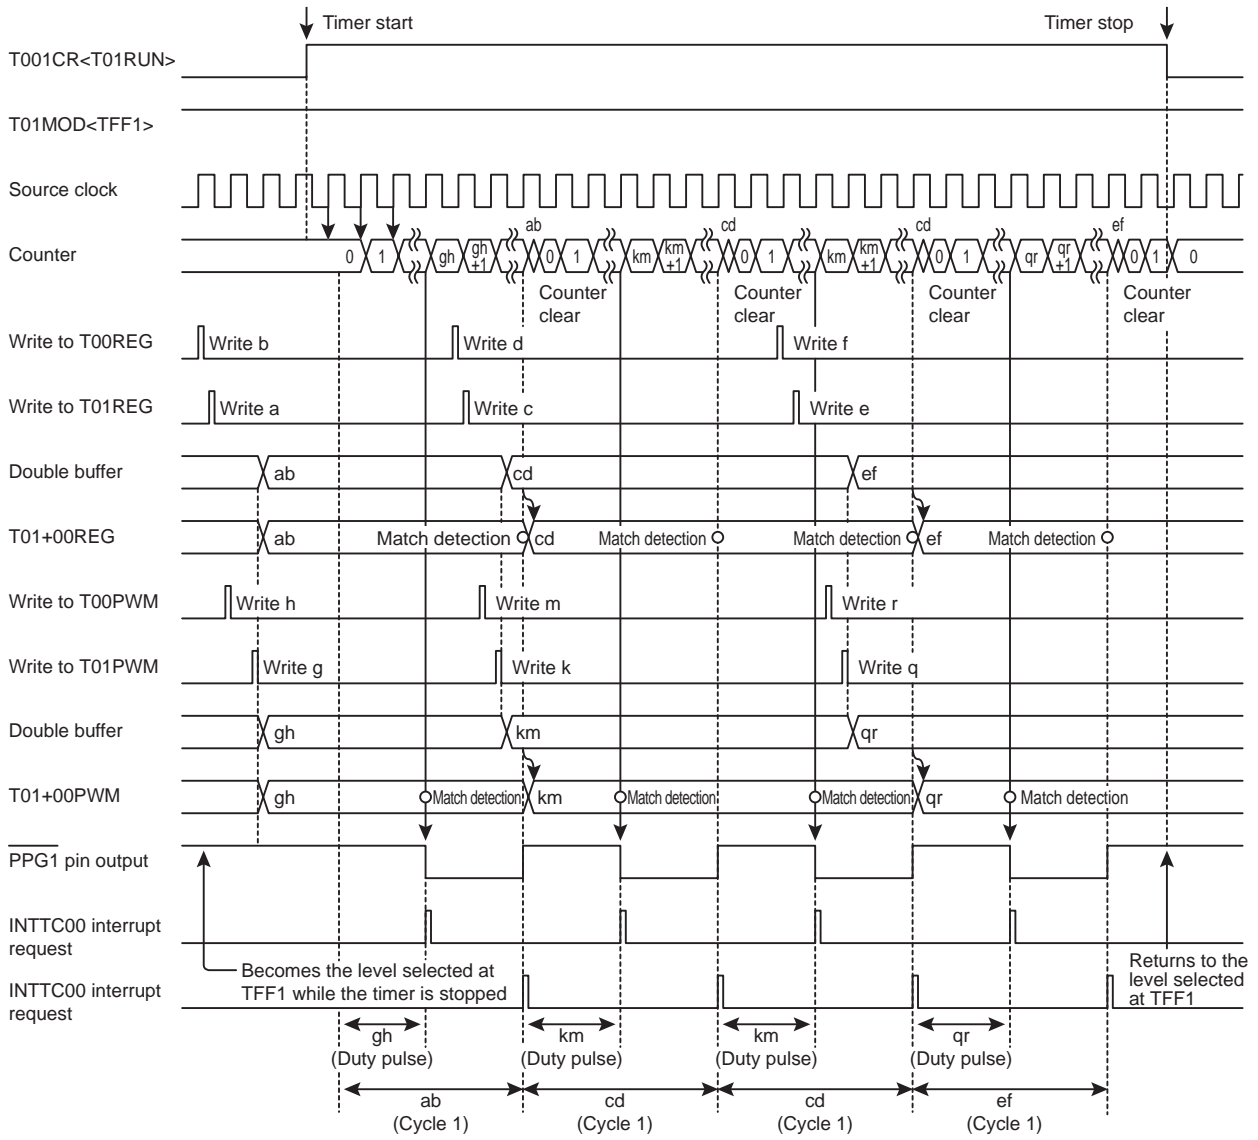 Timer start
Timer stop
T001CR<T01RUN>
T01MOD<TFF1>
Source clock
ab cd cd ef
Counter 0 1 gh gh +1 0 1 km km +1 0 1 km km +1 0 1 qr qr +1 0 1 0
Counter clear
Counter clear
Counter clear
Counter clear
Write to T00REG Write b Write d Write f
Write to T01REG Write a Write c Write e
Double buffer ab cd ef
T01+00REG ab Match detection cd Match detection Match detection ef Match detection
Write to T00PWM Write h Write m Write r
Write to T01PWM Write g Write k Write q
Double buffer gh km qr
T01+00PWM gh Match detection km Match detection Match detection qr Match detection
PPG1 pin output
INTTC00 interrupt
request
Becomes the level selected at
TFF1 while the timer is stopped
Returns to the
level selected
at TFF1
INTTC00 interrupt
request
gh km km qr
(Duty pulse) (Duty pulse) (Duty pulse) (Duty pulse)
ab cd cd ef
(Cycle 1) (Cycle 1) (Cycle 1) (Cycle 1)